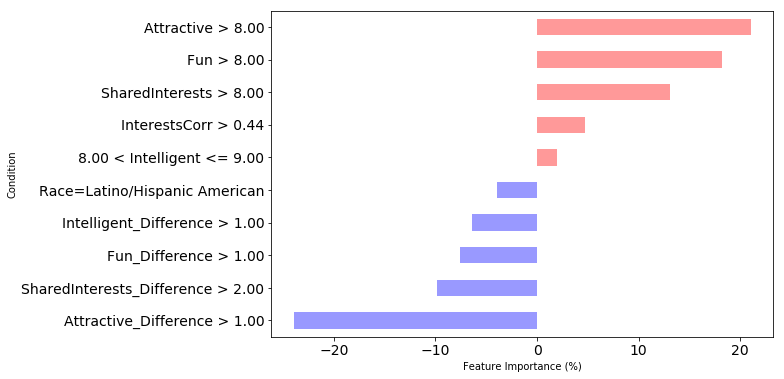 Attractive > 8.00
Fun > 8.00
SharedInterests > 8.00
InterestsCorr > 0.44
8.00 < Intelligent <= 9.00
Race=Latino/Hispanic American
Intelligent_Difference > 1.00
Fun_Difference > 1.00
SharedInterests_Difference > 2.00
Attractive_Difference > 1.00
Condition
−20 −10 0 10 20
Feature Importance (%)